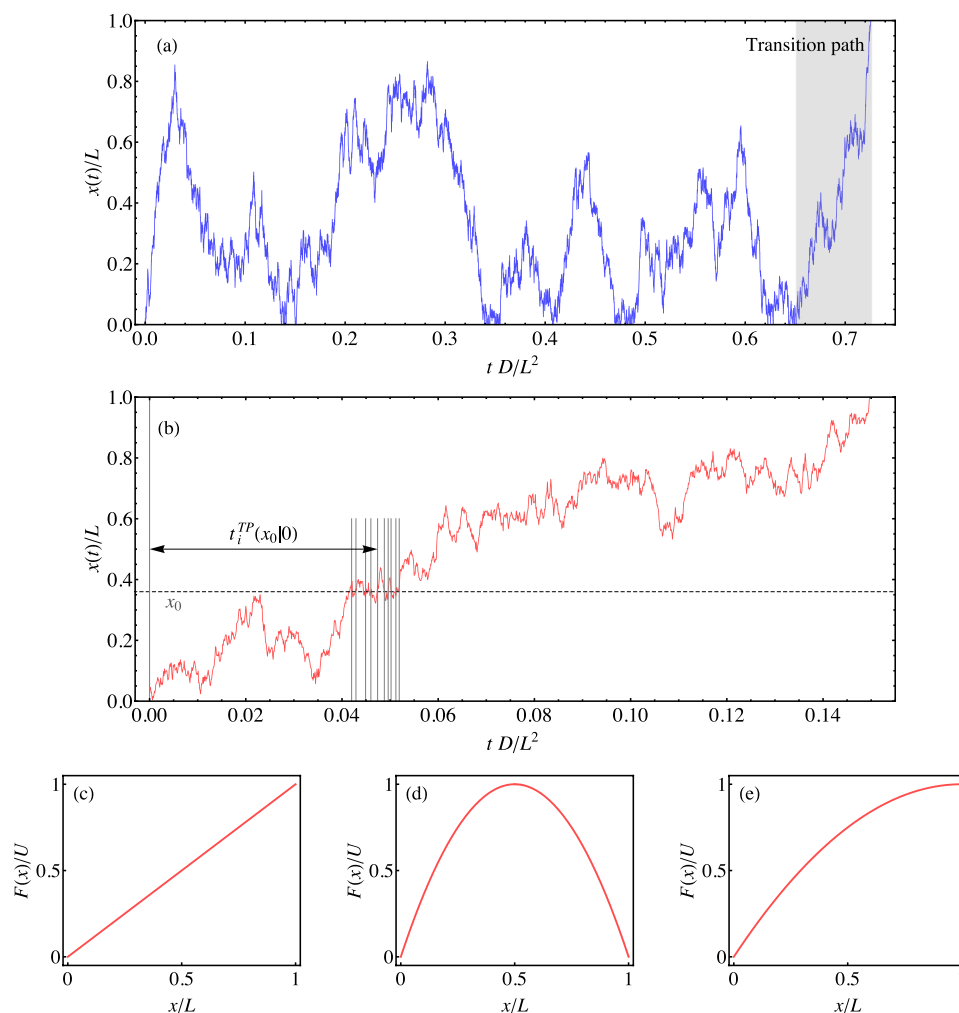 (a)
Transition path
x(t)/L
1.0
0.8
0.6
0.4
0.2
0.0
0.0 0.1 0.2 0.3 0.4 0.5 0.6 0.7
t D/L²
(b)
x(t)/L
1.0
0.8
0.6
0.4
0.2
0.0
t_i^{TP}(x₀|0)
x₀
0.00 0.02 0.04 0.06 0.08 0.10 0.12 0.14
t D/L²
(c)
F(x)/U
1
0.5
0
0 0.5 1
x/L
(d)
F(x)/U
1
0.5
0
0 0.5 1
x/L
(e)
F(x)/U
1
0.5
0
0 0.5
x/L